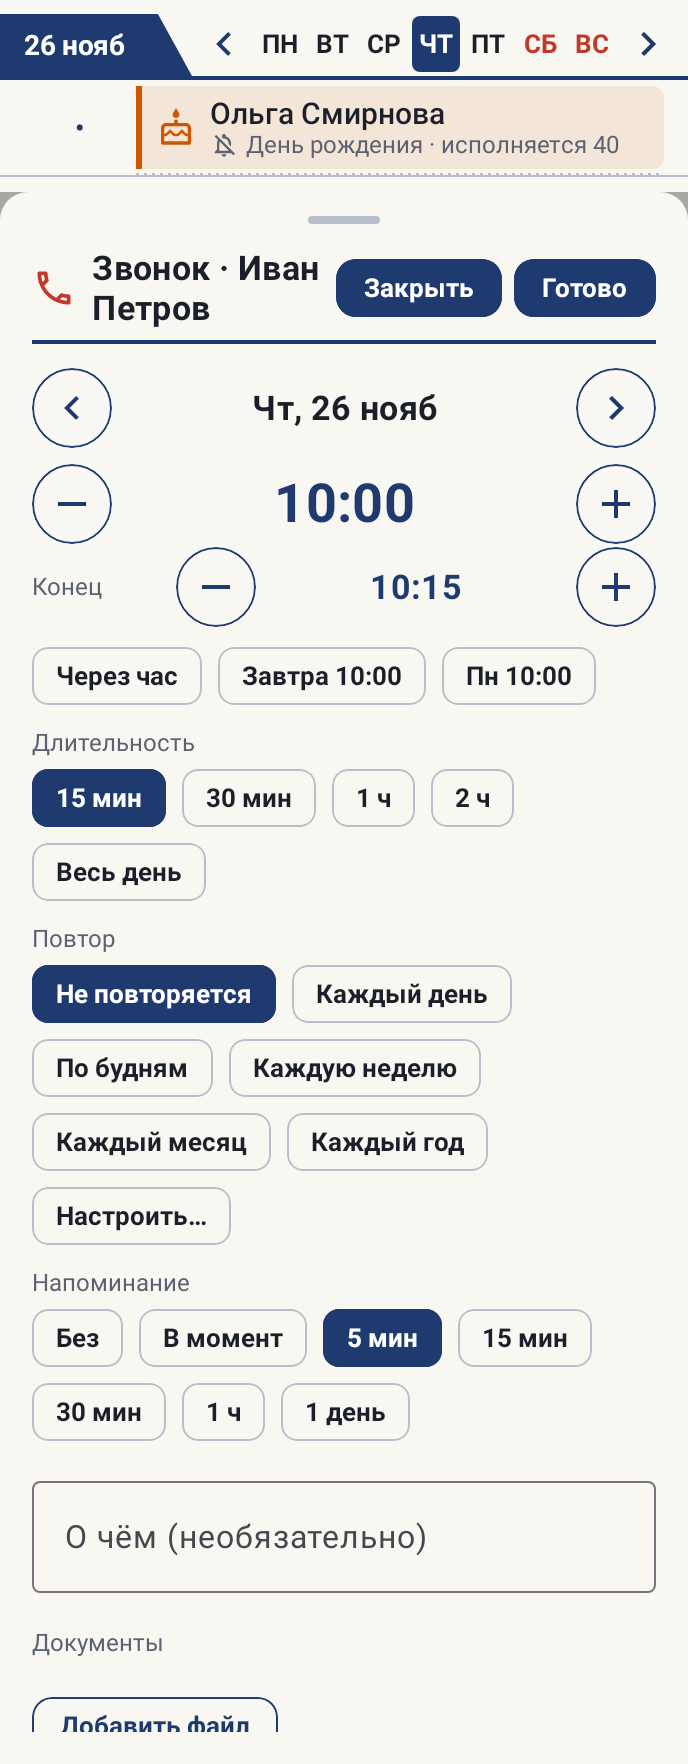 26 нояб ПН ВТ СР ЧТ ПТ СБ ВС
Ольга Смирнова
День рождения · исполняется 40
Звонок · Иван
Петров
Закрыть Готово
Чт, 26 нояб
10:00
Конец 10:15
Через час Завтра 10:00 Пн 10:00
Длительность
15 мин 30 мин 1 ч 2 ч
Весь день
Повтор
Не повторяется Каждый день
По будням Каждую неделю
Каждый месяц Каждый год
Настроить...
Напоминание
Без В момент 5 мин 15 мин
30 мин 1 ч 1 день
О чём (необязательно)
Документы
Добавить файл